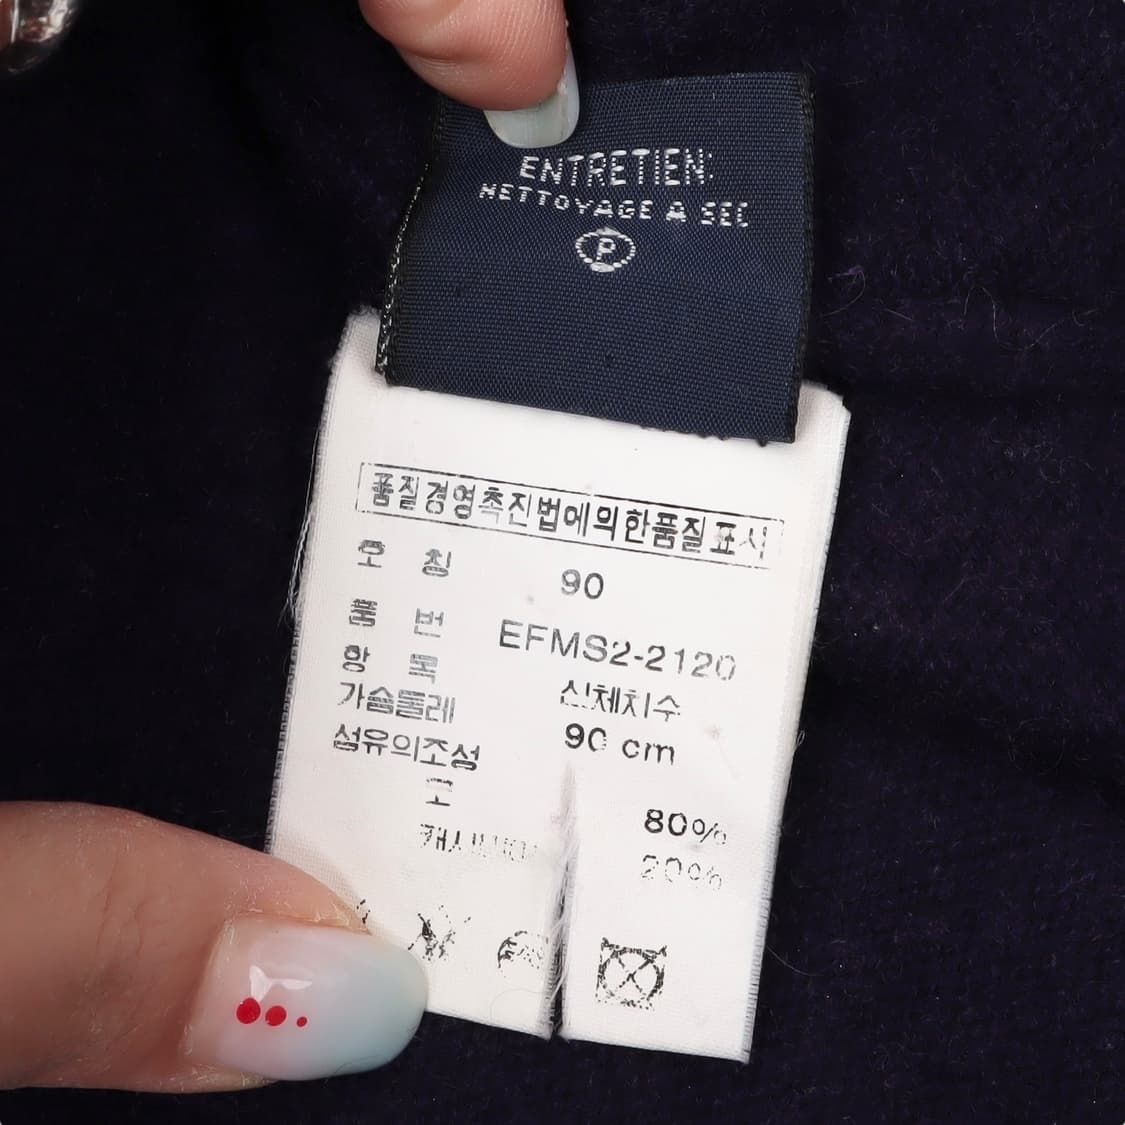 ENTRETIEN:
NETTOYAGE A SEC
P
품질경영촉진법에의한품질표시
호 칭 90
품 번 EFMS2-2120
항 목 신체치수
가슴둘레 90 cm
섬유의조성
모 80%
20%